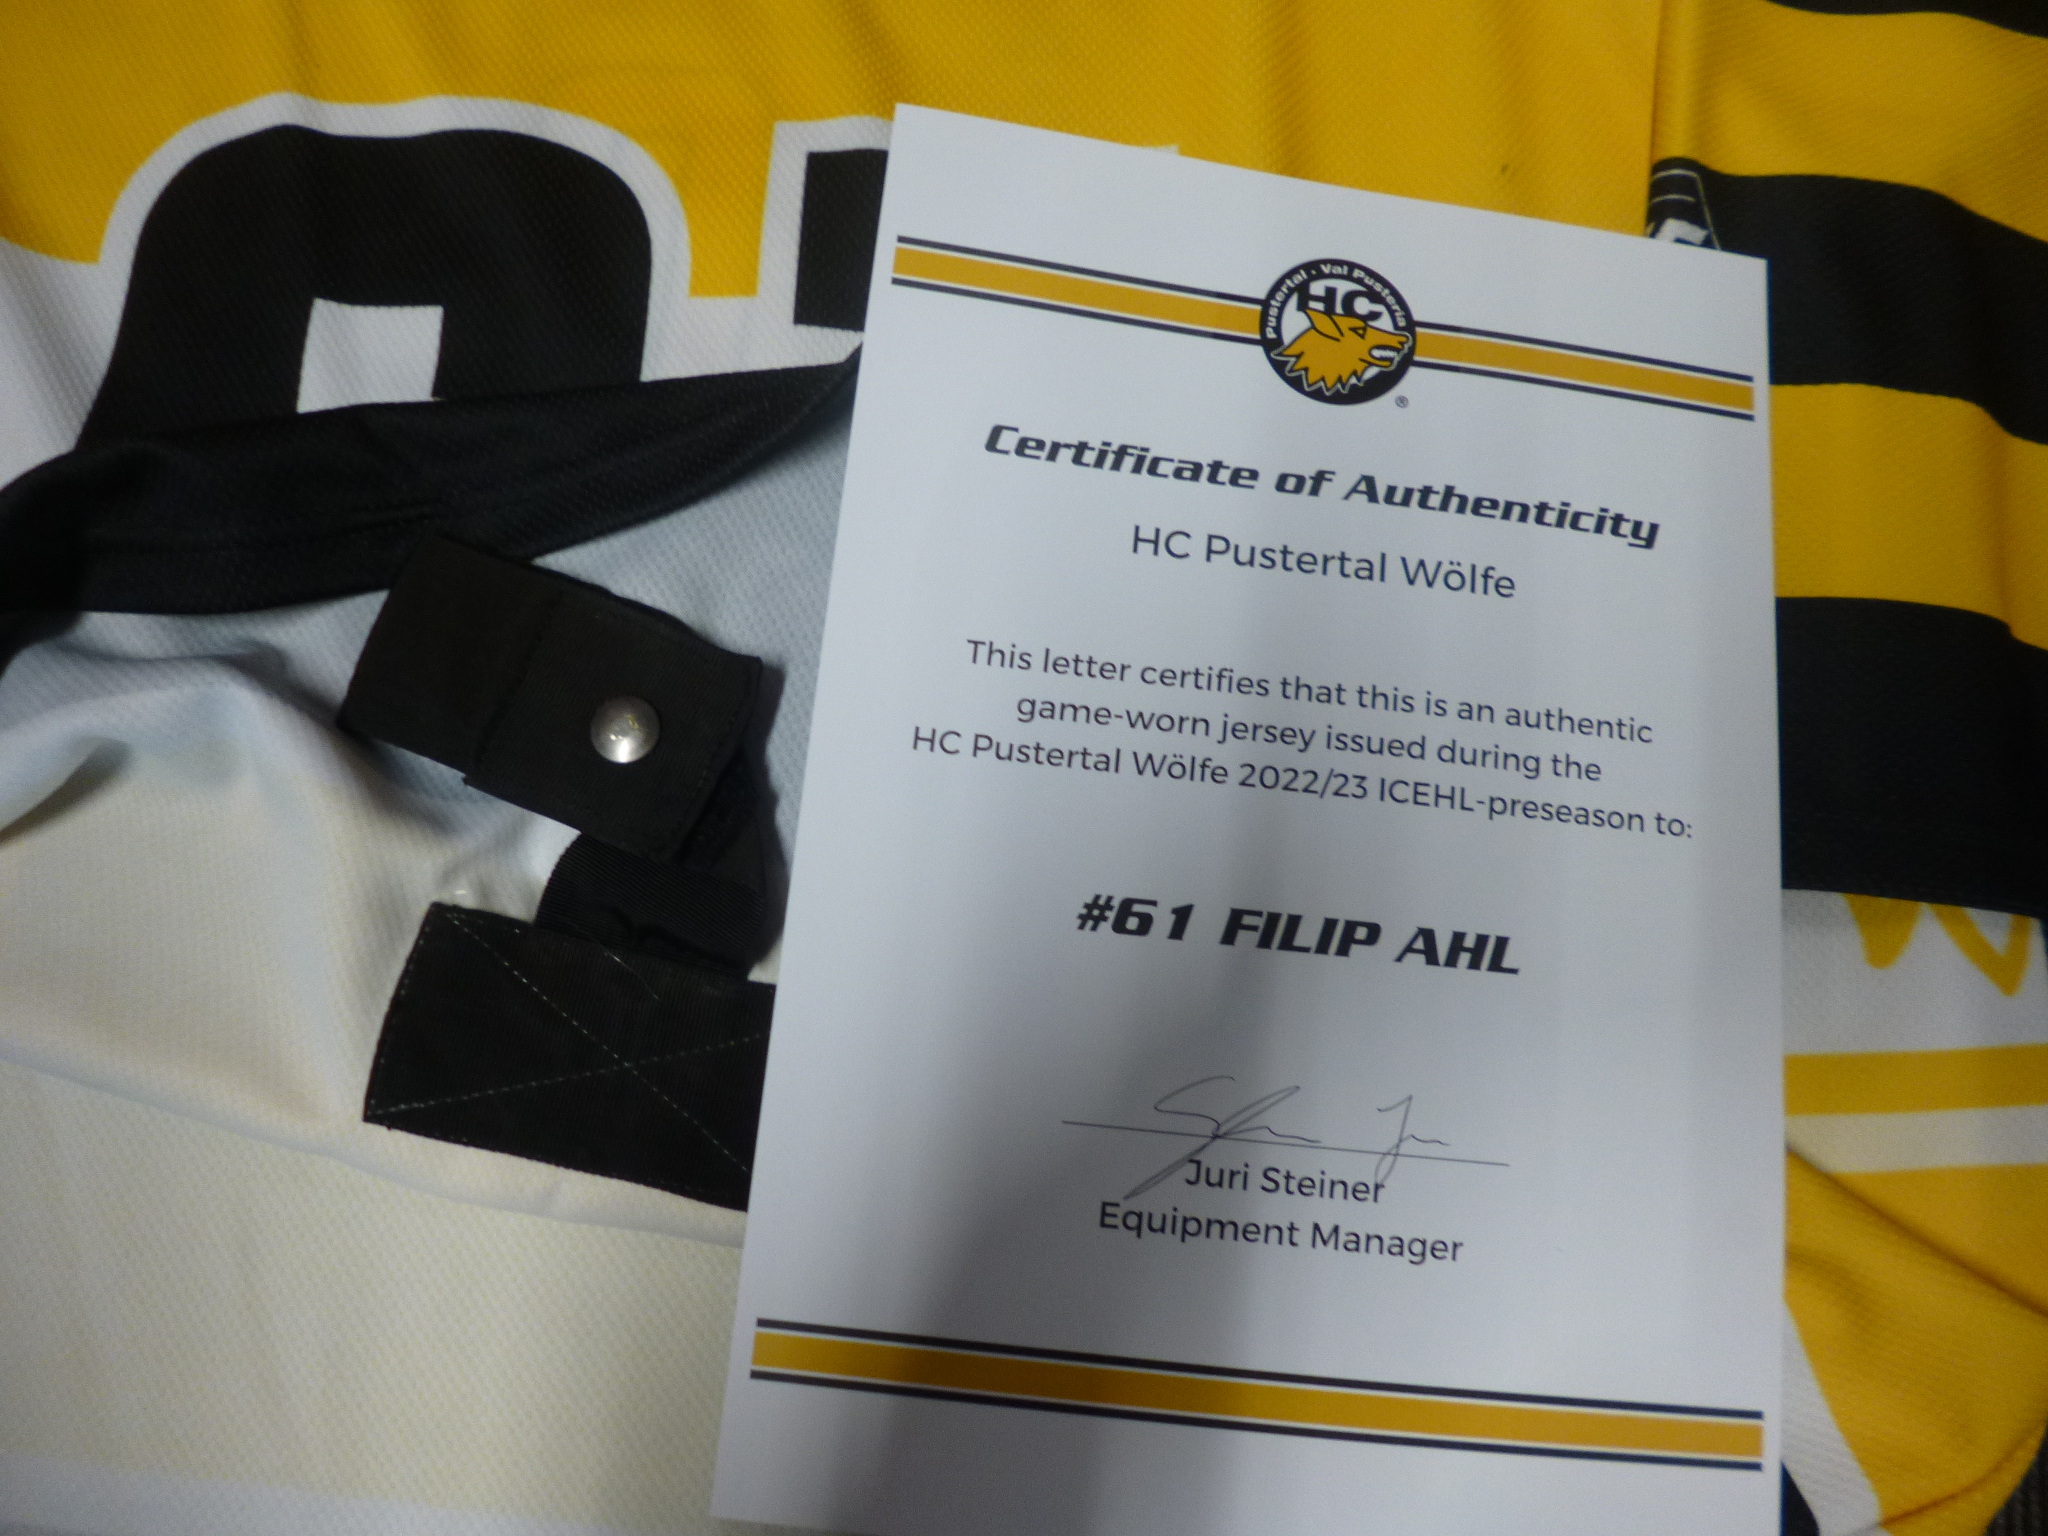 Pustertal · Val Pusteria
HC
®
Certificate of Authenticity
HC Pustertal Wölfe
This letter certifies that this is an authentic
game-worn jersey issued during the
HC Pustertal Wölfe 2022/23 ICEHL-preseason to:
#61 FILIP AHL
Juri Steiner
Equipment Manager